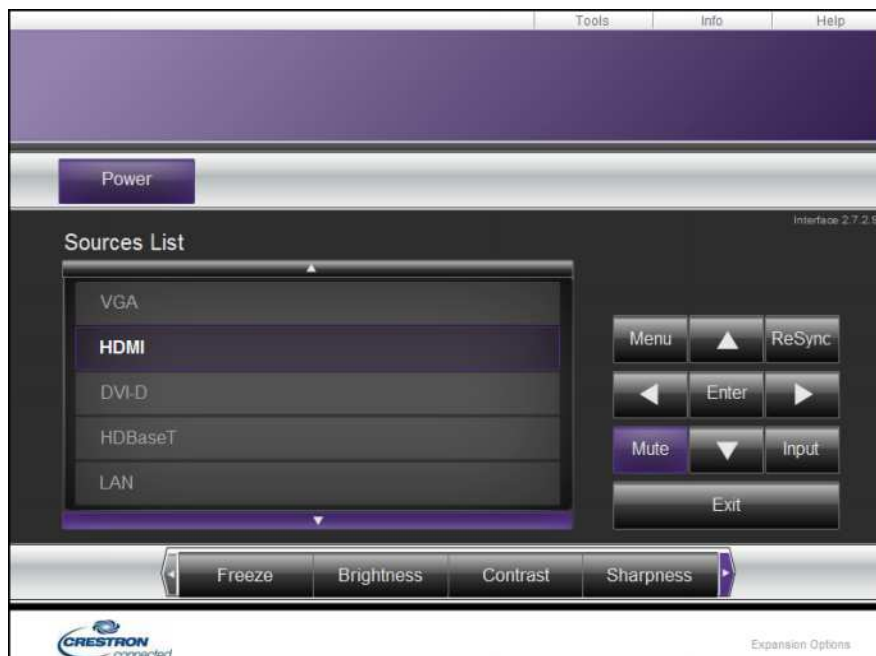 Tools Info Help
Power
Interface 2.7.2.9
Sources List
VGA
HDMI
DVI-D
HDBaseT
LAN
Menu ReSync
Enter
Mute Input
Exit
Freeze Brightness Contrast Sharpness
CRESTRON
connected
Expansion Options